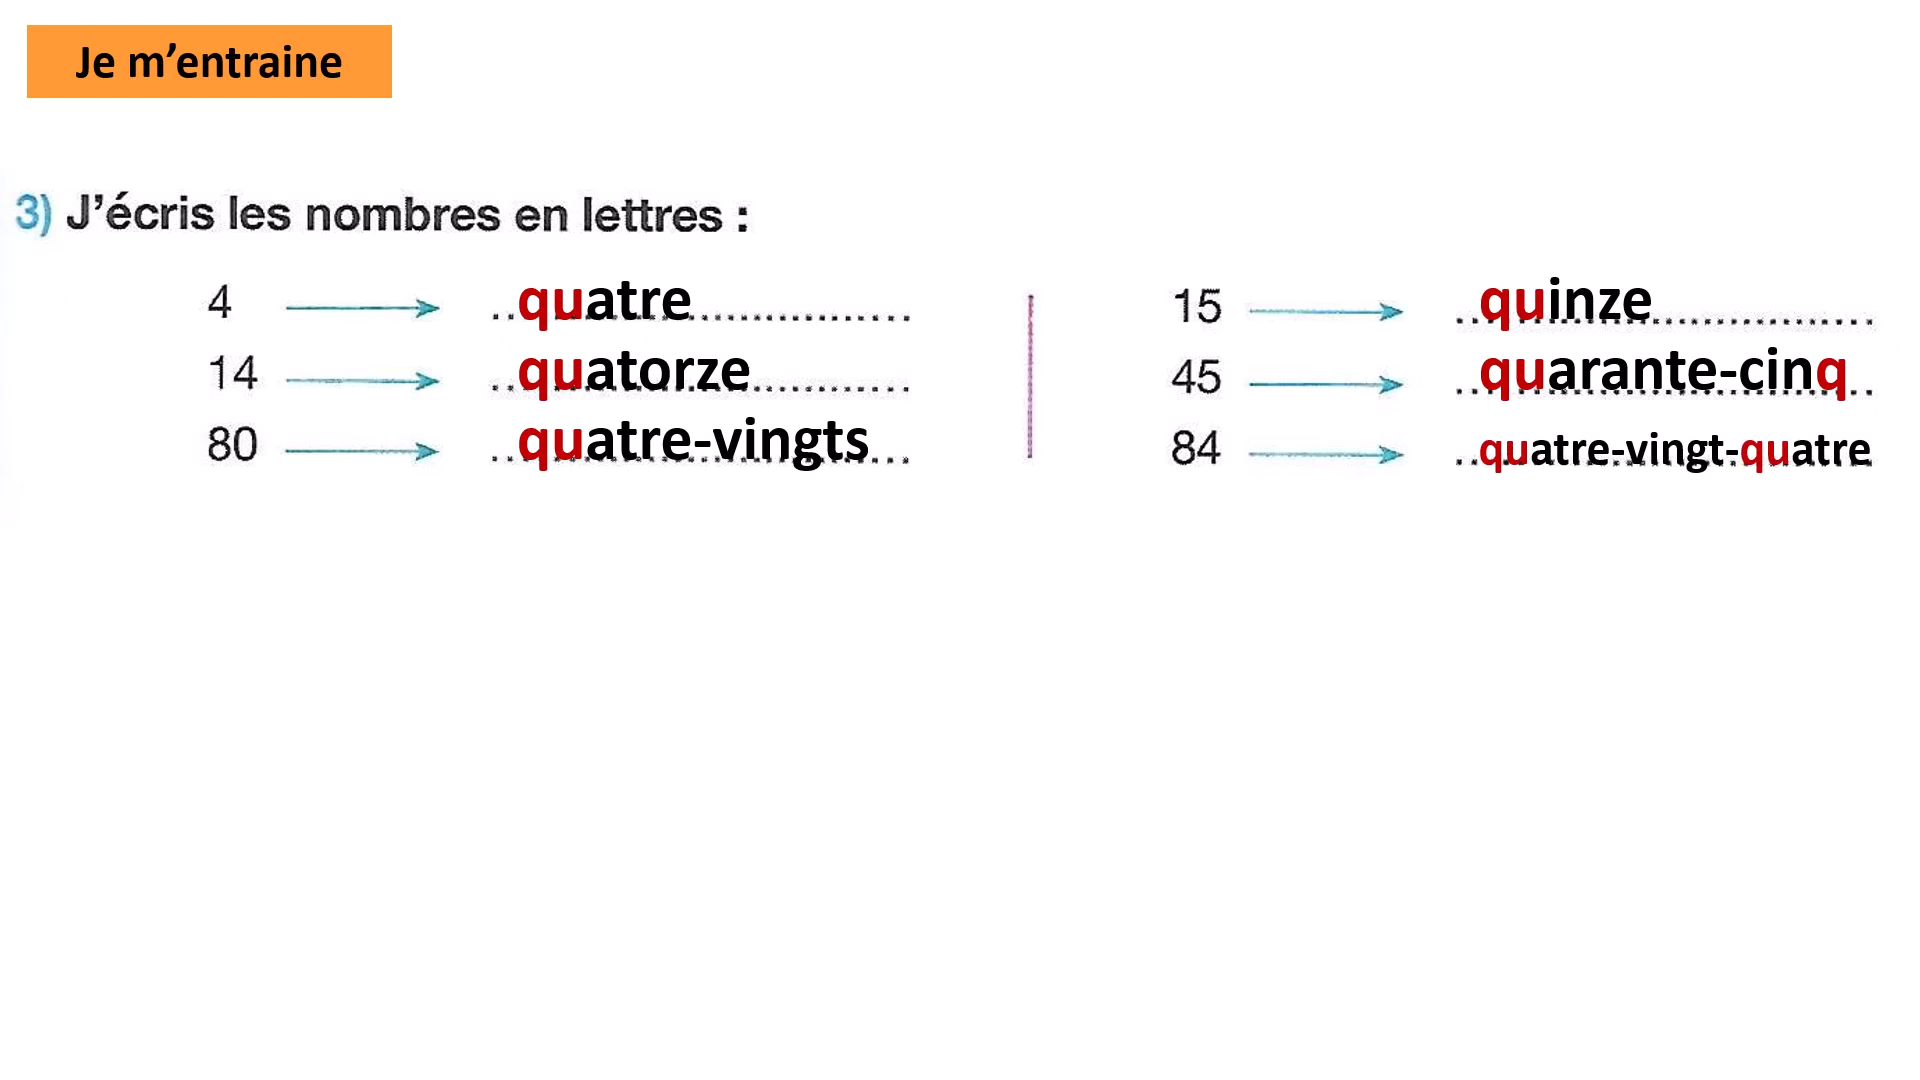 Je m’entraine
3) J’écris les nombres en lettres :
4 quatre
14 quatorze
80 quatre-vingts
15 quinze
45 quarante-cinq
84 quatre-vingt-quatre